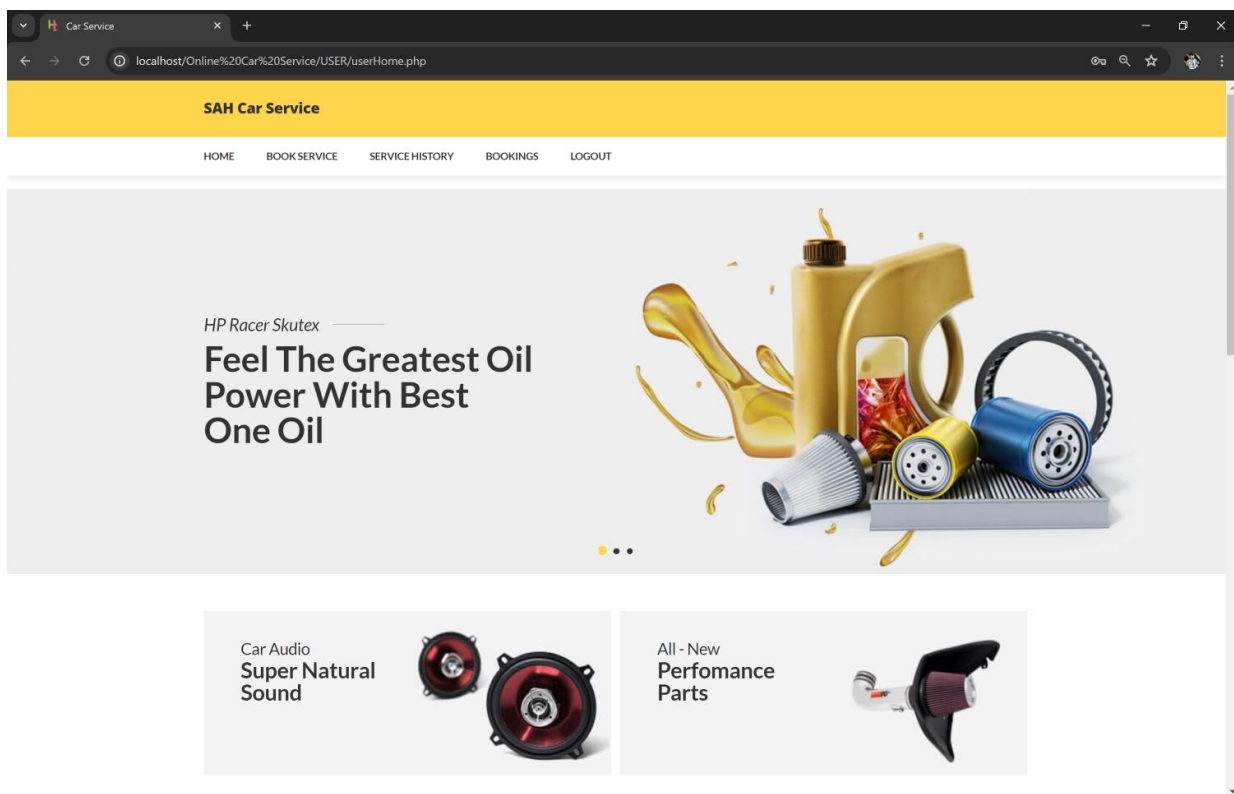 Car Service
localhost/Online%20Car%20Service/USER/userHome.php
SAH Car Service
HOME BOOK SERVICE SERVICE HISTORY BOOKINGS LOGOUT
HP Racer Skutex
Feel The Greatest Oil
Power With Best
One Oil
Car Audio
Super Natural
Sound
All - New
Perfomance
Parts